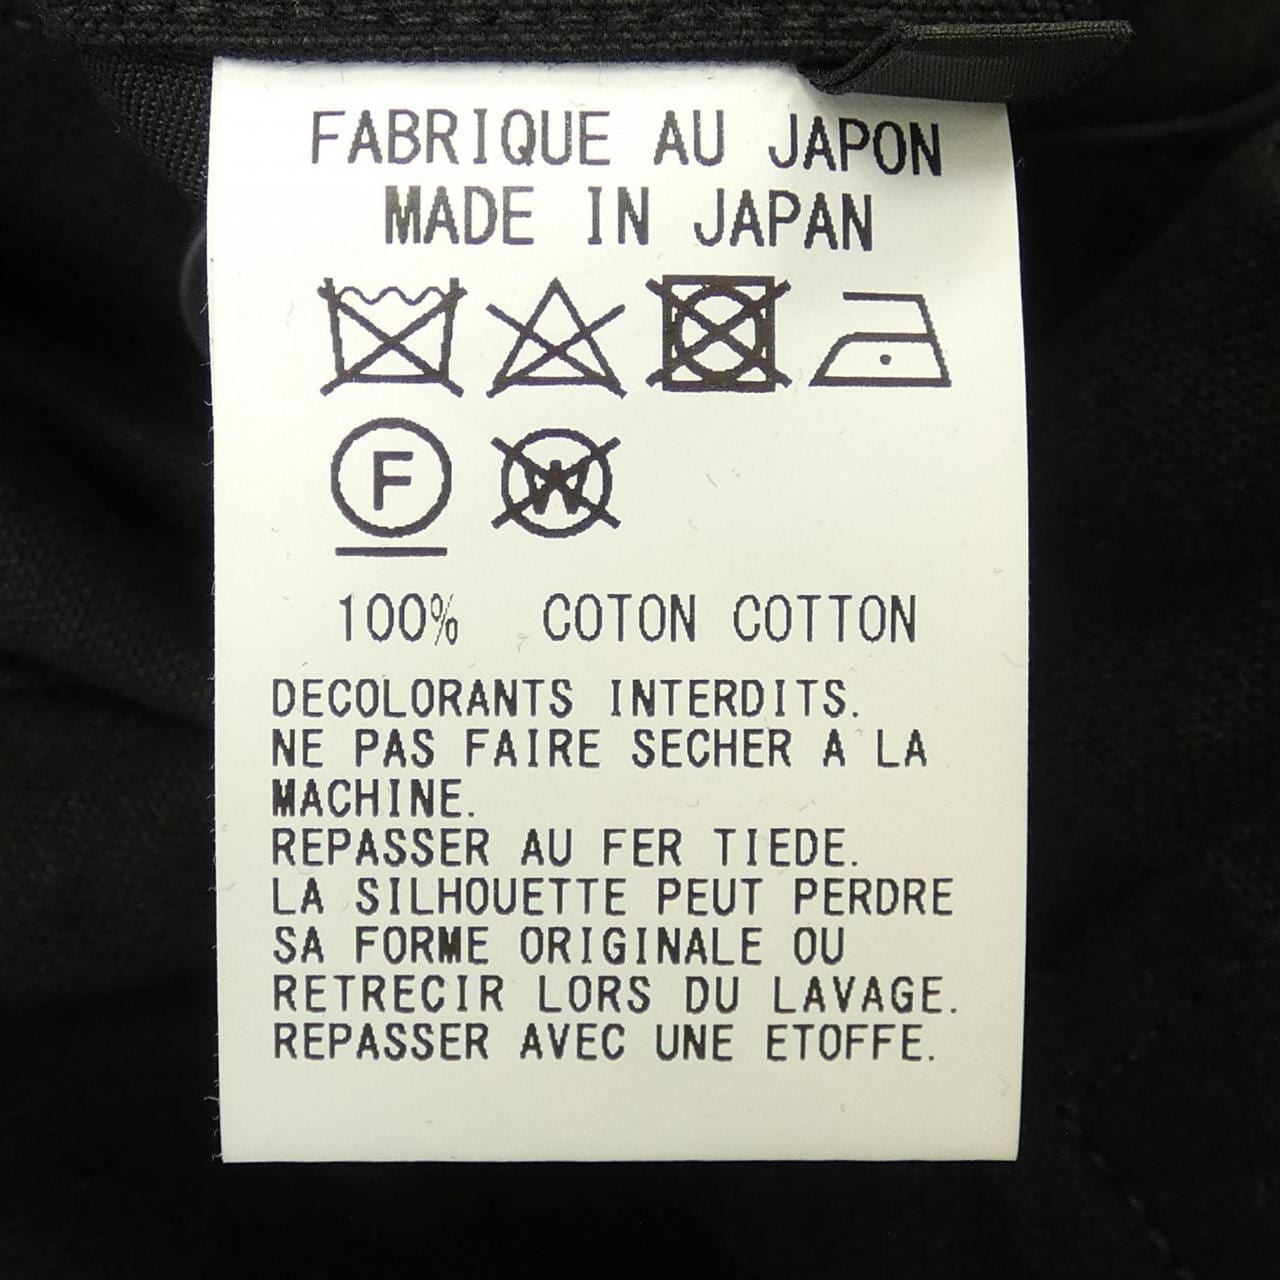 FABRIQUE AU JAPON
MADE IN JAPAN
F W
100% COTON COTTON
DECOLORANTS INTERDITS.
NE PAS FAIRE SECHER A LA
MACHINE.
REPASSER AU FER TIEDE.
LA SILHOUETTE PEUT PERDRE
SA FORME ORIGINALE OU
RETRECIR LORS DU LAVAGE.
REPASSER AVEC UNE ETOFFE.